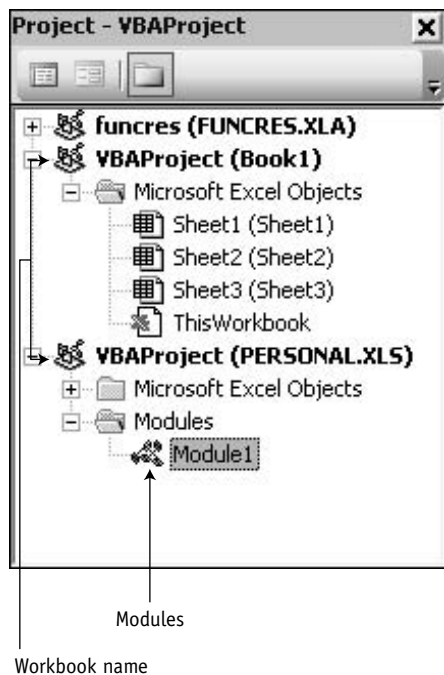 Project - VBAProject
funcres (FUNCRES.XLA)
VBAProject (Book1)
Microsoft Excel Objects
Sheet1 (Sheet1)
Sheet2 (Sheet2)
Sheet3 (Sheet3)
ThisWorkbook
VBAProject (PERSONAL.XLS)
Microsoft Excel Objects
Modules
Module1
Modules
Workbook name